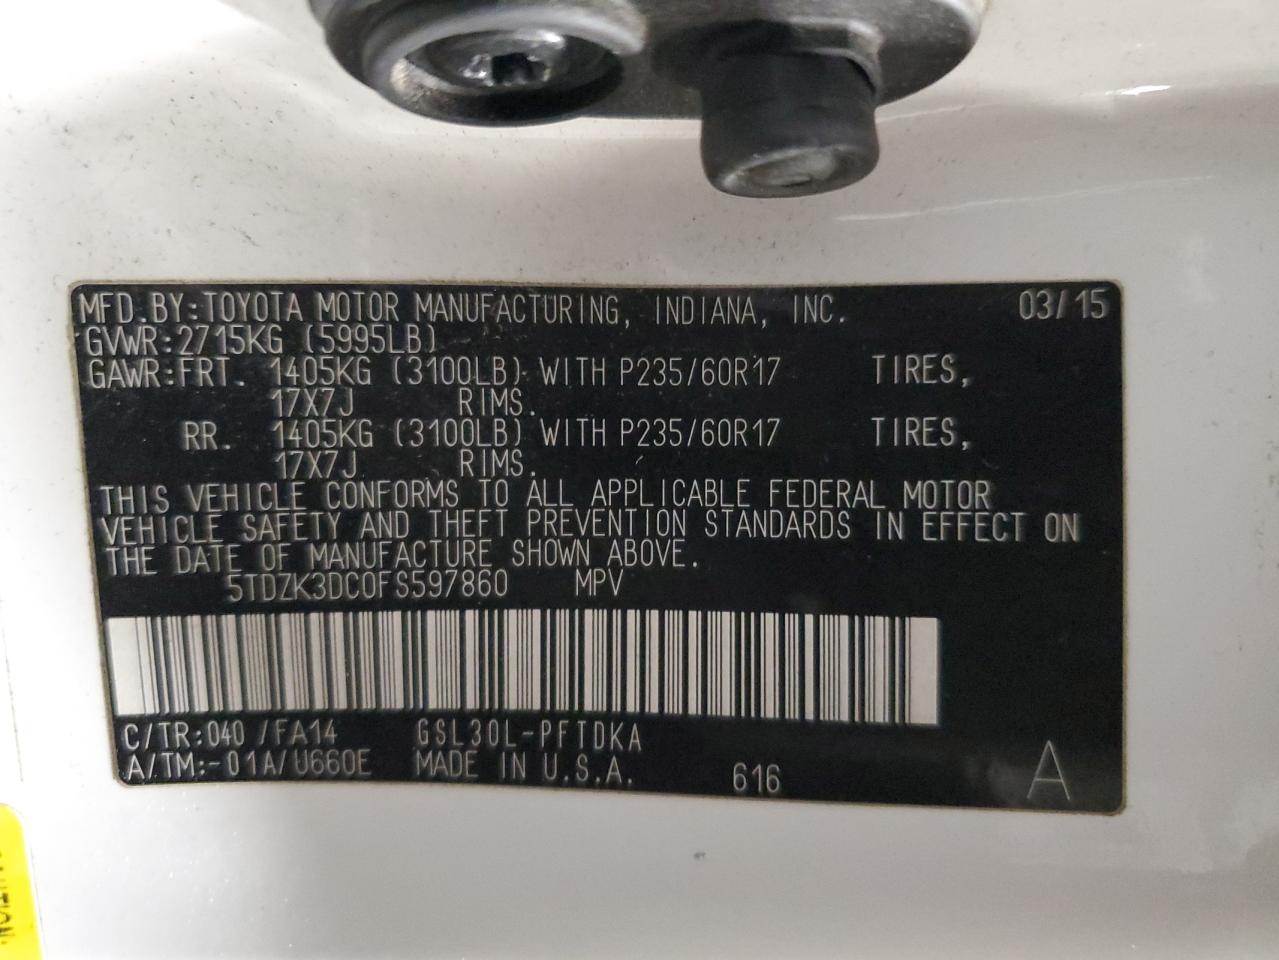 MFD.BY:TOYOTA MOTOR MANUFACTURING, INDIANA, INC. 03/15
GVWR:2715KG (5995LB)
GAWR:FRT. 1405KG (3100LB) WITH P235/60R17 TIRES,
17X7J RIMS.
RR. 1405KG (3100LB) WITH P235/60R17 TIRES,
17X7J RIMS.
THIS VEHICLE CONFORMS TO ALL APPLICABLE FEDERAL MOTOR
VEHICLE SAFETY AND THEFT PREVENTION STANDARDS IN EFFECT ON
THE DATE OF MANUFACTURE SHOWN ABOVE.
5TDZK3DC0FS597860 MPV
C/TR:040 /FA14 GSL30L-PFTDKA
A/TM:-01A/U660E MADE IN U.S.A. 616 A